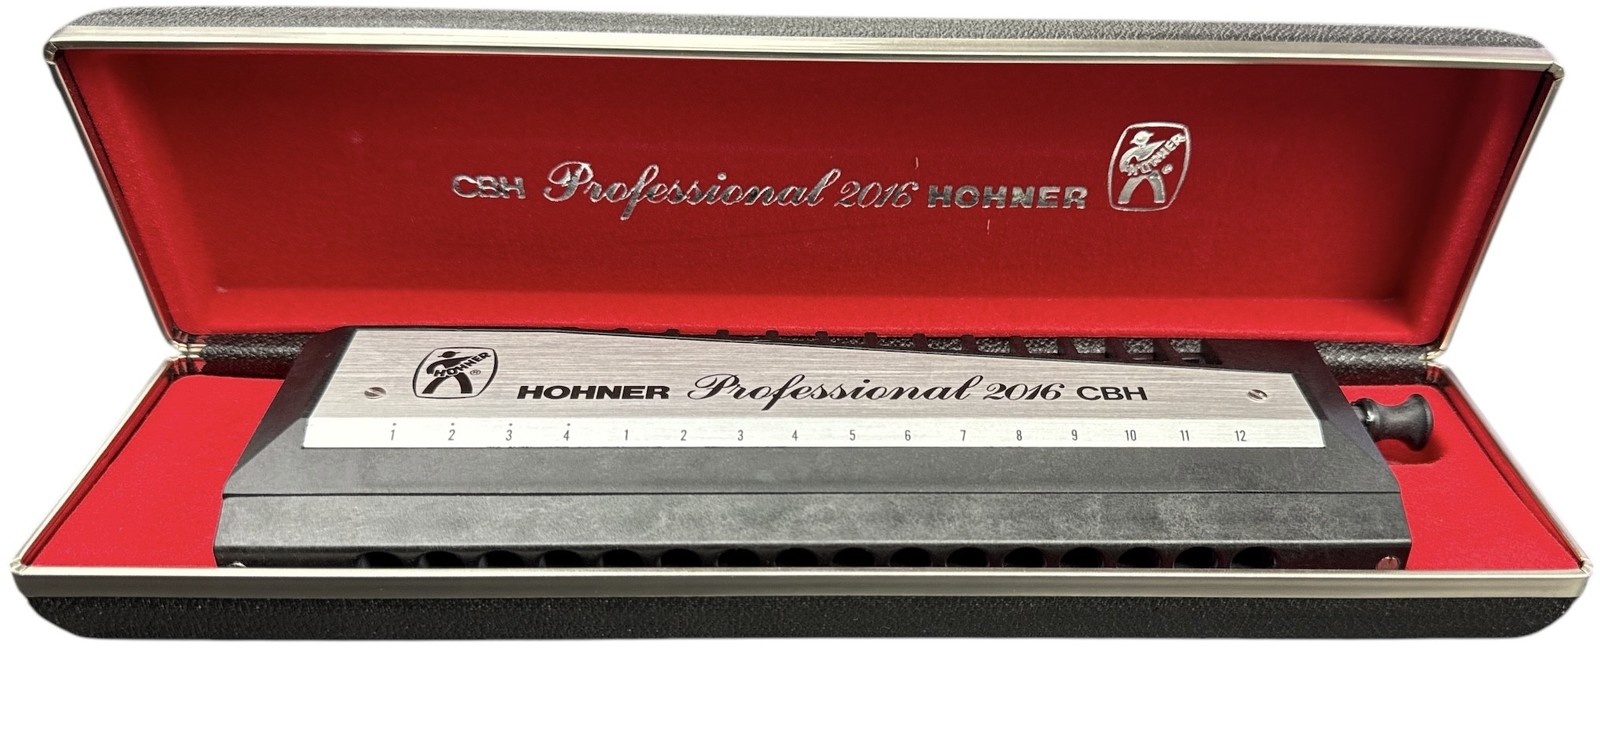 CBH Professional 2016 HOHNER HOHNER ®
HOHNER ® HOHNER Professional 2016 CBH
1 2 3 4 1 2 3 4 5 6 7 8 9 10 11 12